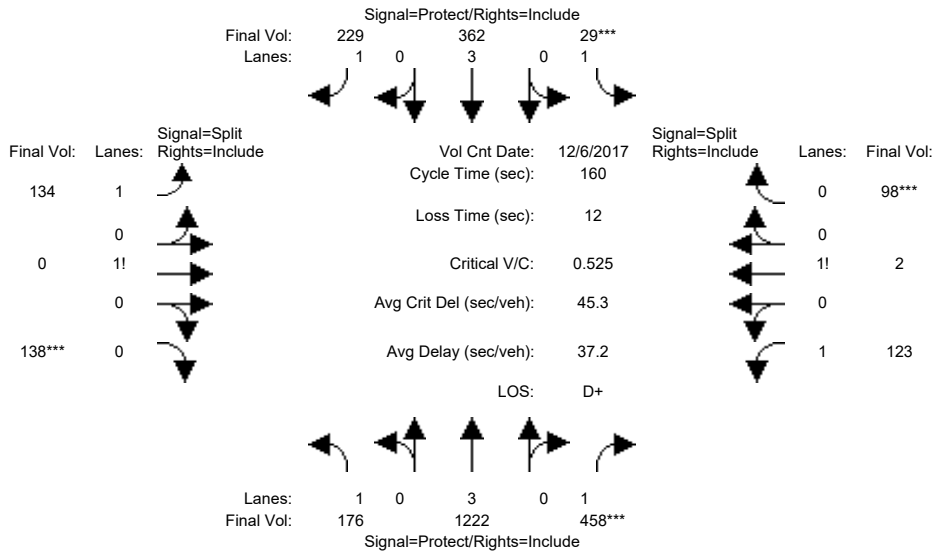 Signal=Protect/Rights=Include
Final Vol: 229 362 29***
Lanes: 1 0 3 0 1
Signal=Split
Final Vol: Lanes: Rights=Include
Vol Cnt Date: 12/6/2017
Signal=Split
Rights=Include Lanes: Final Vol:
Cycle Time (sec): 160
134 1
0 98***
Loss Time (sec): 12
0
0
0 1!
Critical V/C: 0.525
1! 2
0
Avg Crit Del (sec/veh): 45.3
0
138*** 0
Avg Delay (sec/veh): 37.2
1 123
LOS: D+
Lanes: 1 0 3 0 1
Final Vol: 176 1222 458***
Signal=Protect/Rights=Include